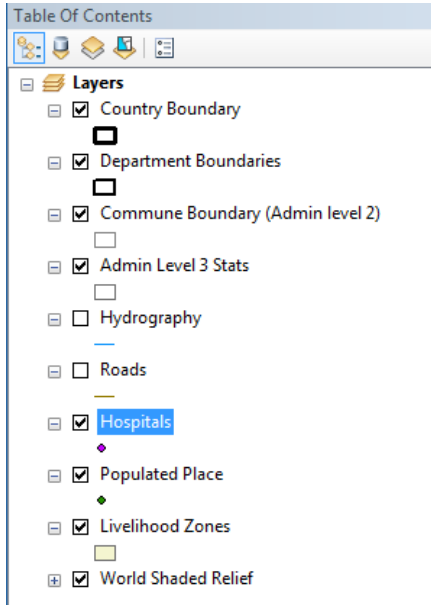 Table Of Contents
Layers
Country Boundary
Department Boundaries
Commune Boundary (Admin level 2)
Admin Level 3 Stats
Hydrography
Roads
Hospitals
Populated Place
Livelihood Zones
World Shaded Relief